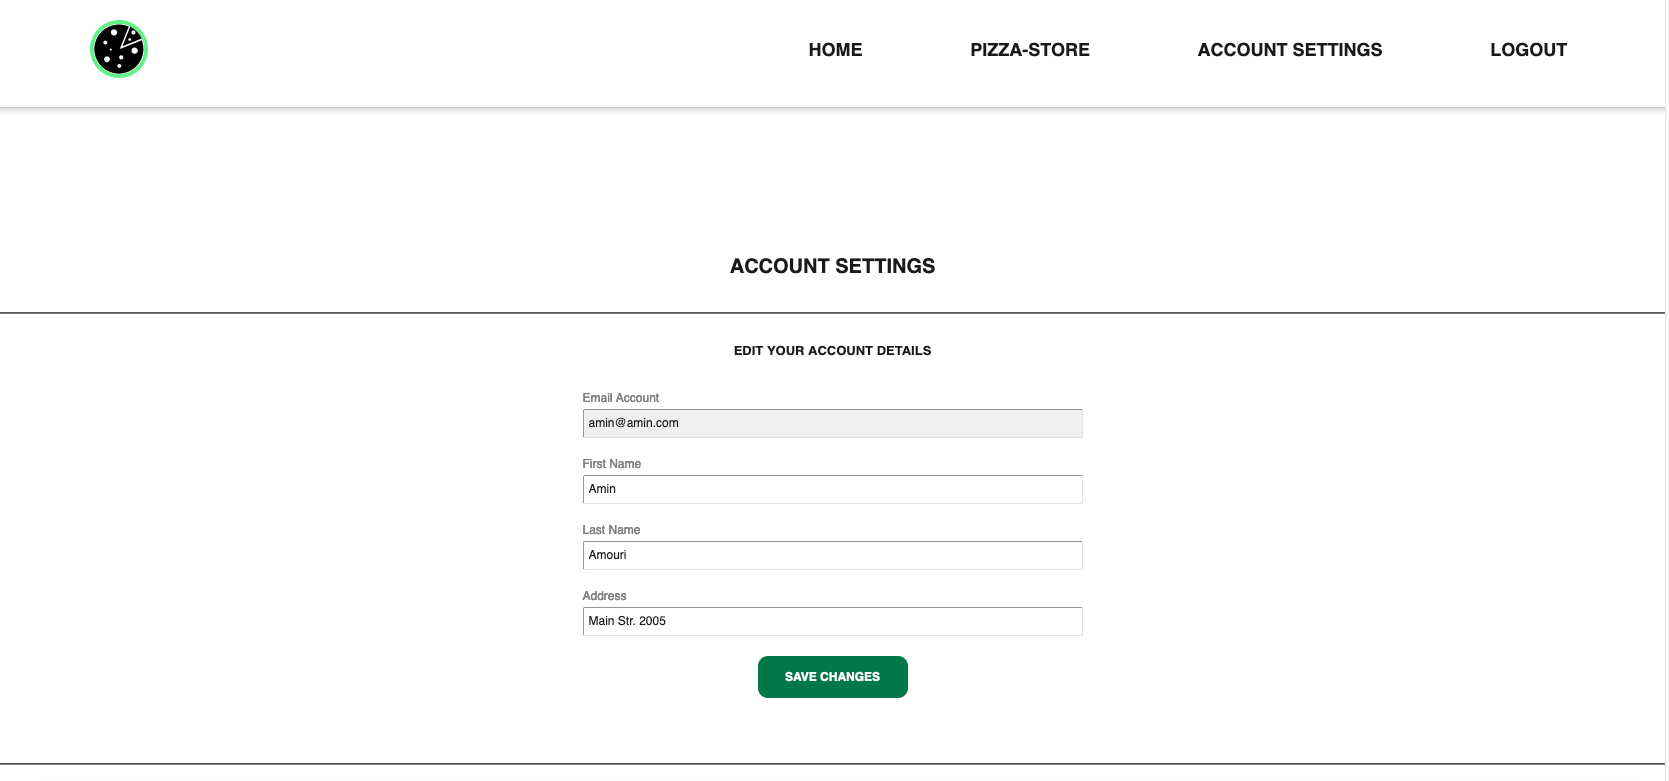 HOME PIZZA-STORE ACCOUNT SETTINGS LOGOUT
ACCOUNT SETTINGS
EDIT YOUR ACCOUNT DETAILS
Email Account
amin@amin.com
First Name
Amin
Last Name
Amouri
Address
Main Str. 2005
SAVE CHANGES